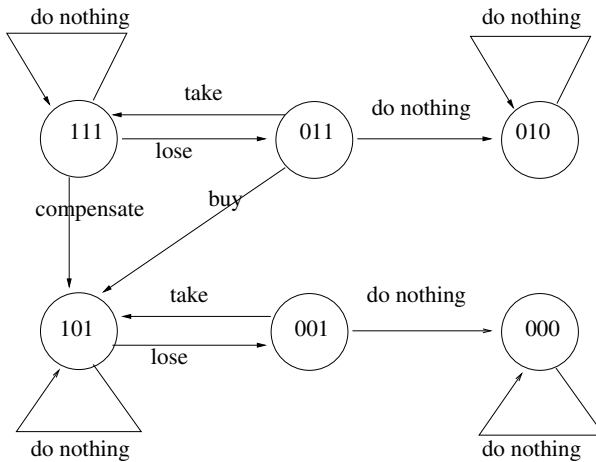 do nothing
do nothing
take
do nothing
111
011
010
lose
compensate
buy
take
do nothing
101
001
000
lose
do nothing
do nothing